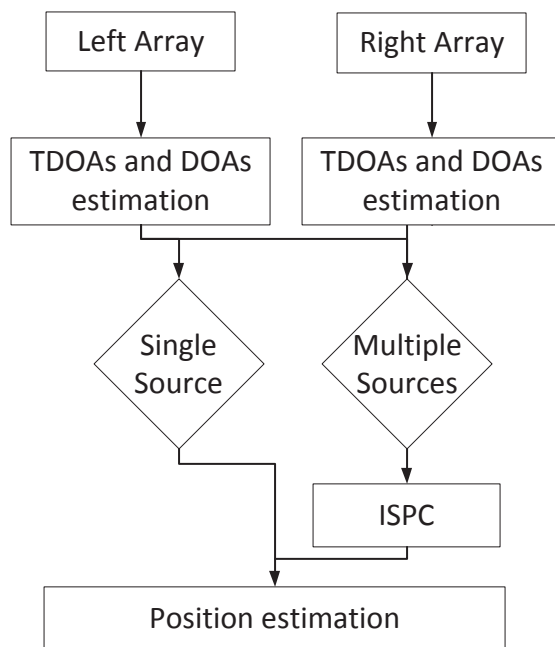 Left Array
Right Array
TDOAs and DOAs
estimation
TDOAs and DOAs
estimation
Single
Source
Multiple
Sources
ISPC
Position estimation